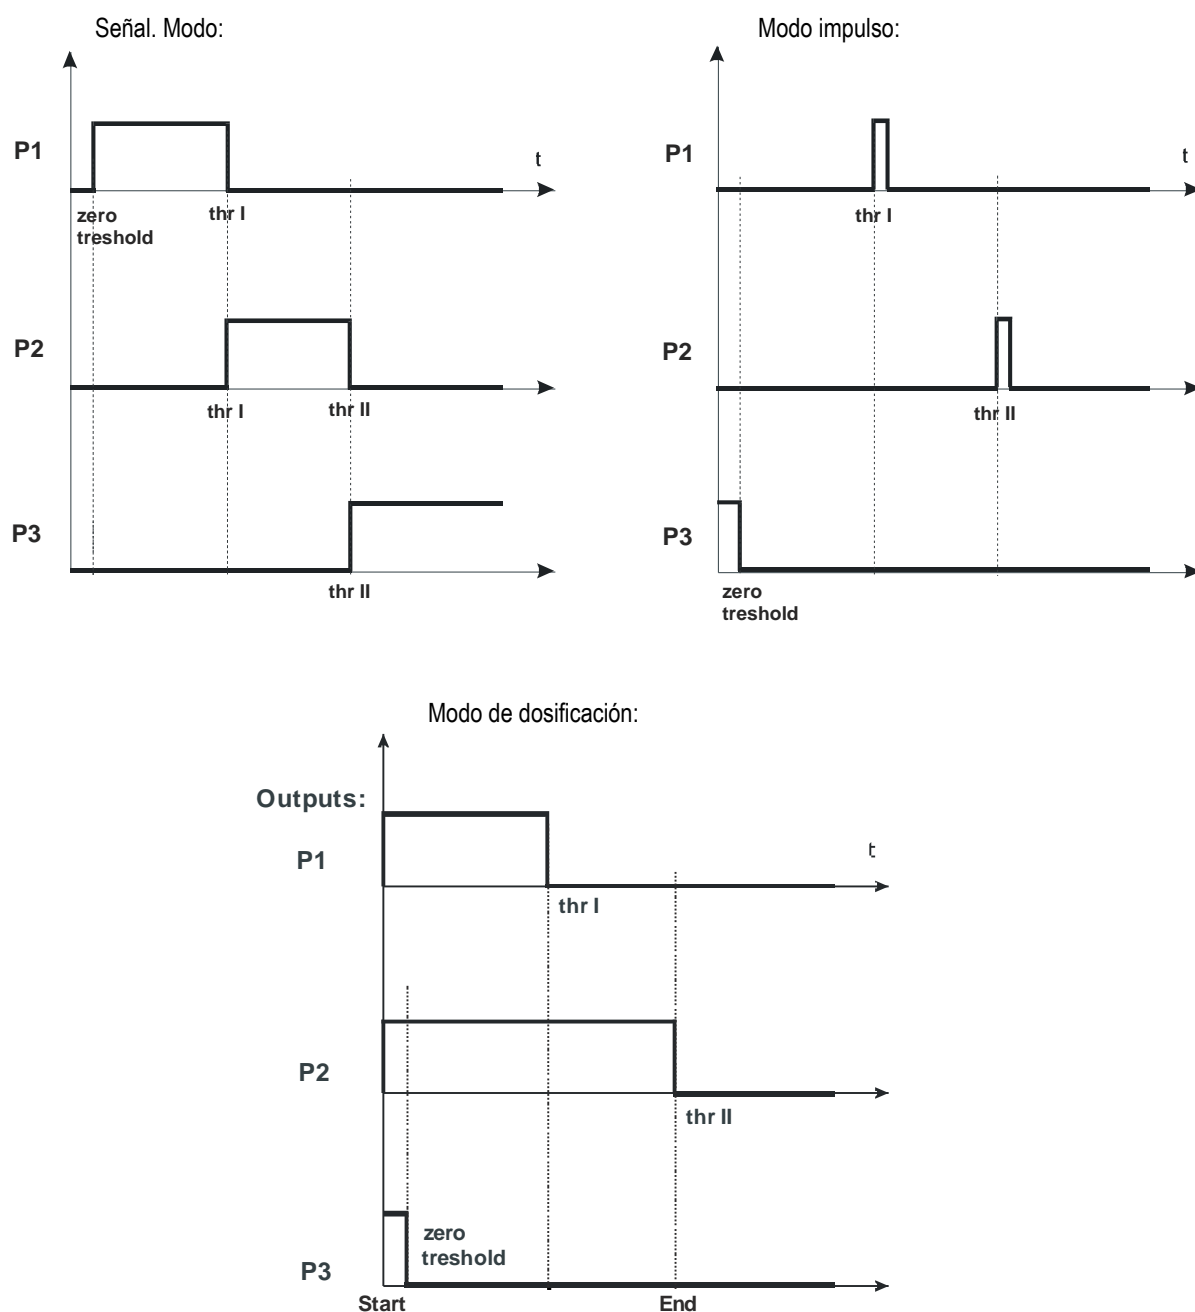 Señal. Modo:
P1
t
zero
treshold
thr I
P2
thr I
thr II
P3
thr II
Modo impulso:
P1
t
thr I
P2
thr II
P3
zero
treshold
Modo de dosificación:
Outputs:
P1
t
thr I
P2
thr II
zero
treshold
P3
Start
End